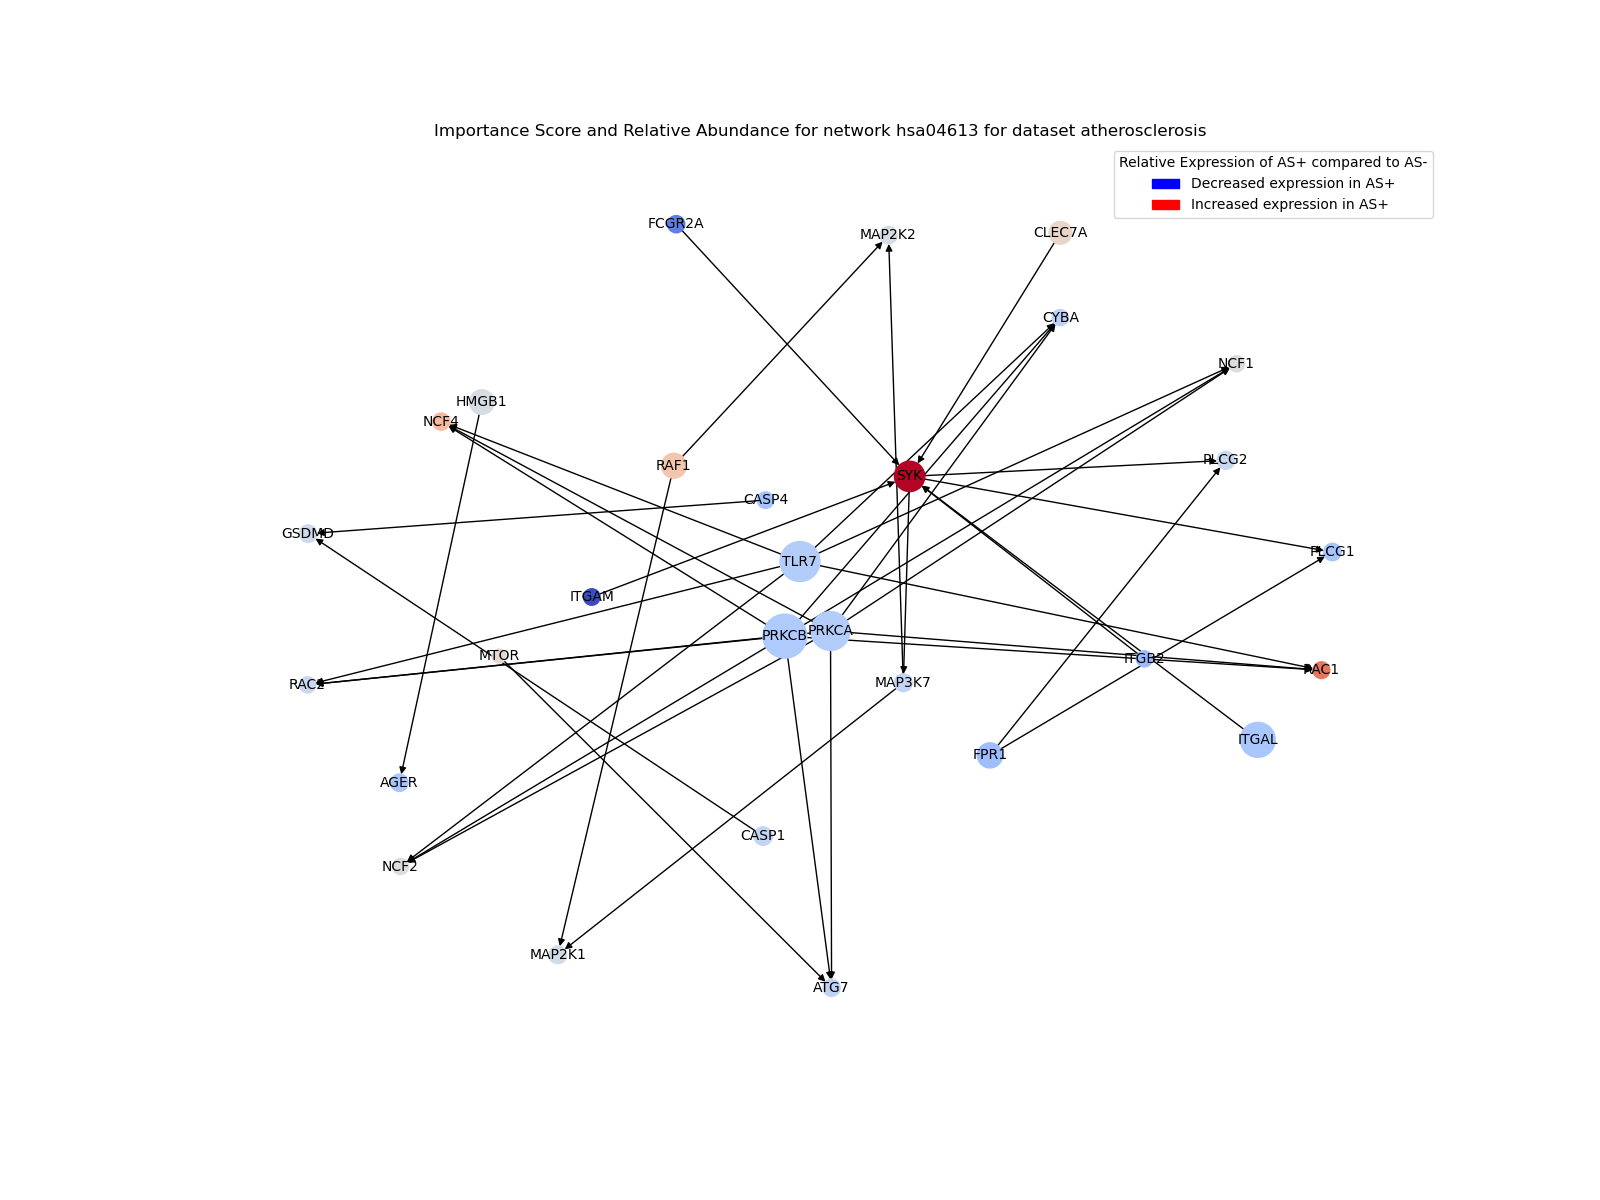 Importance Score and Relative Abundance for network hsa04613 for dataset atherosclerosis
Relative Expression of AS+ compared to AS-
Decreased expression in AS+
Increased expression in AS+
FCGR2A
MAP2K2
CLEC7A
CYBA
NCF1
HMGB1
NCF4
RAF1
SYK
PLCG2
CASP4
GSDMD
PLCG1
TLR7
ITGAM
PRKCB
PRKCA
MTOR
ITGB2
RAC2
MAP3K7
RAC1
ITGAL
FPR1
AGER
CASP1
NCF2
MAP2K1
ATG7